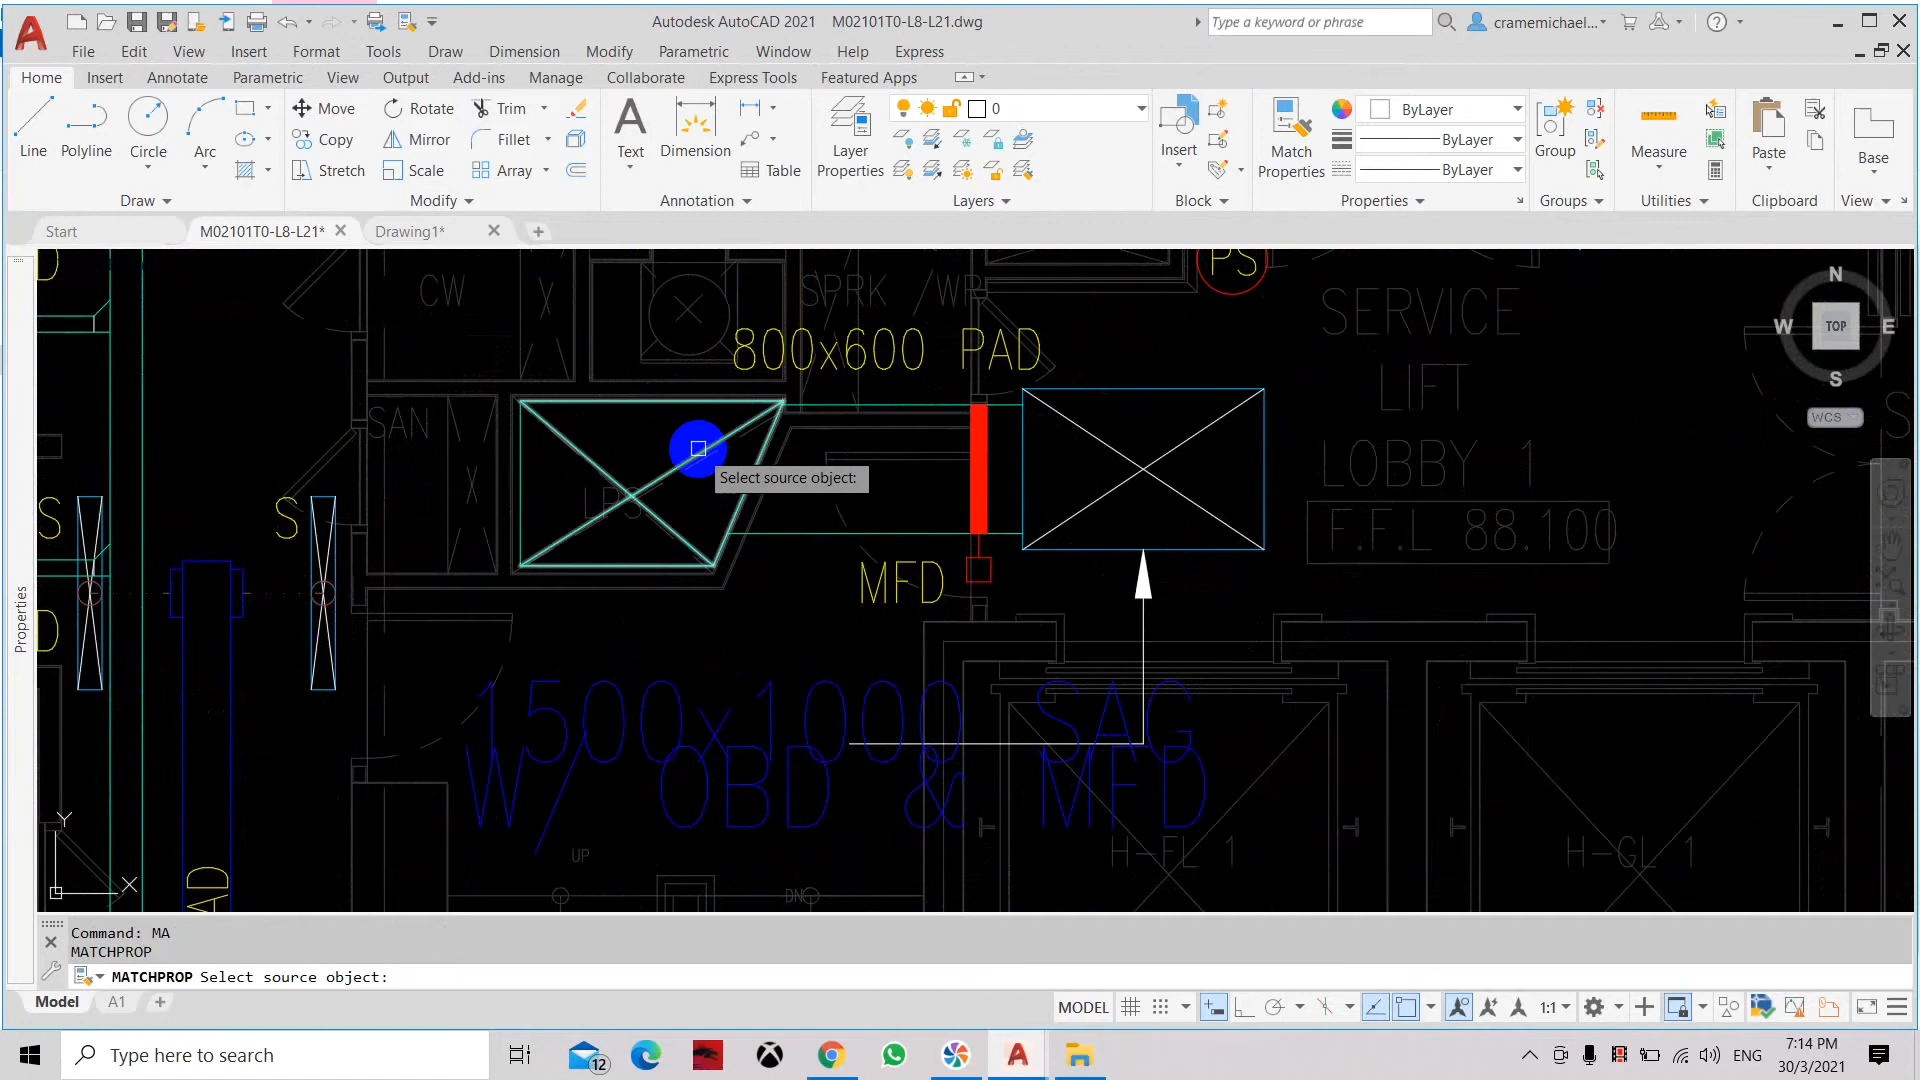 Autodesk AutoCAD 2021 M02101T0-L8-L21.dwg
Type a keyword or phrase
cramemichael...
File Edit View Insert Format Tools Draw Dimension Modify Parametric Window Help Express
Home Insert Annotate Parametric View Output Add-ins Manage Collaborate Express Tools Featured Apps
Line Polyline Circle Arc
Move Rotate Trim
Copy Mirror Fillet
Stretch Scale Array
Text Dimension Table
Layer Properties
0
Insert
Match Properties
ByLayer
ByLayer
ByLayer
Group Measure Paste Base
Draw Modify Annotation Layers Block Properties Groups Utilities Clipboard View
Start M02101T0-L8-L21* Drawing1*
D
CW
SPRK /WR
PS
SERVICE
LIFT
LOBBY 1
F.F.L 88.100
800x600 PAD
SAN
LPS
Select source object:
S
S
S
MFD
D
1500x1000 SAG
W/ OBD & MFD
UP
DN
AD
H-FL 1
H-GL 1
N
W TOP E
S
WCS
Y
X
Properties
Command: MA
MATCHPROP
MATCHPROP Select source object:
Model A1
MODEL
1:1
Type here to search
12
ENG
7:14 PM
30/3/2021